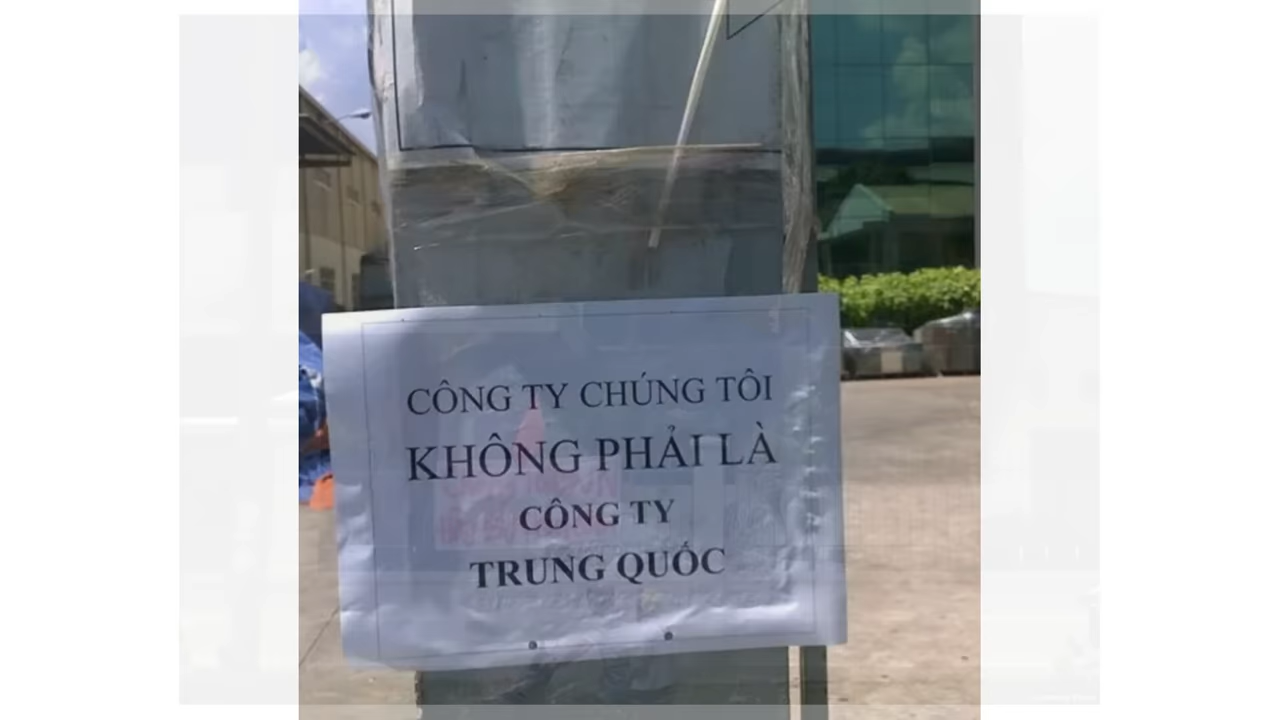 CÔNG TY CHÚNG TÔI
KHÔNG PHẢI LÀ
CÔNG TY
TRUNG QUỐC